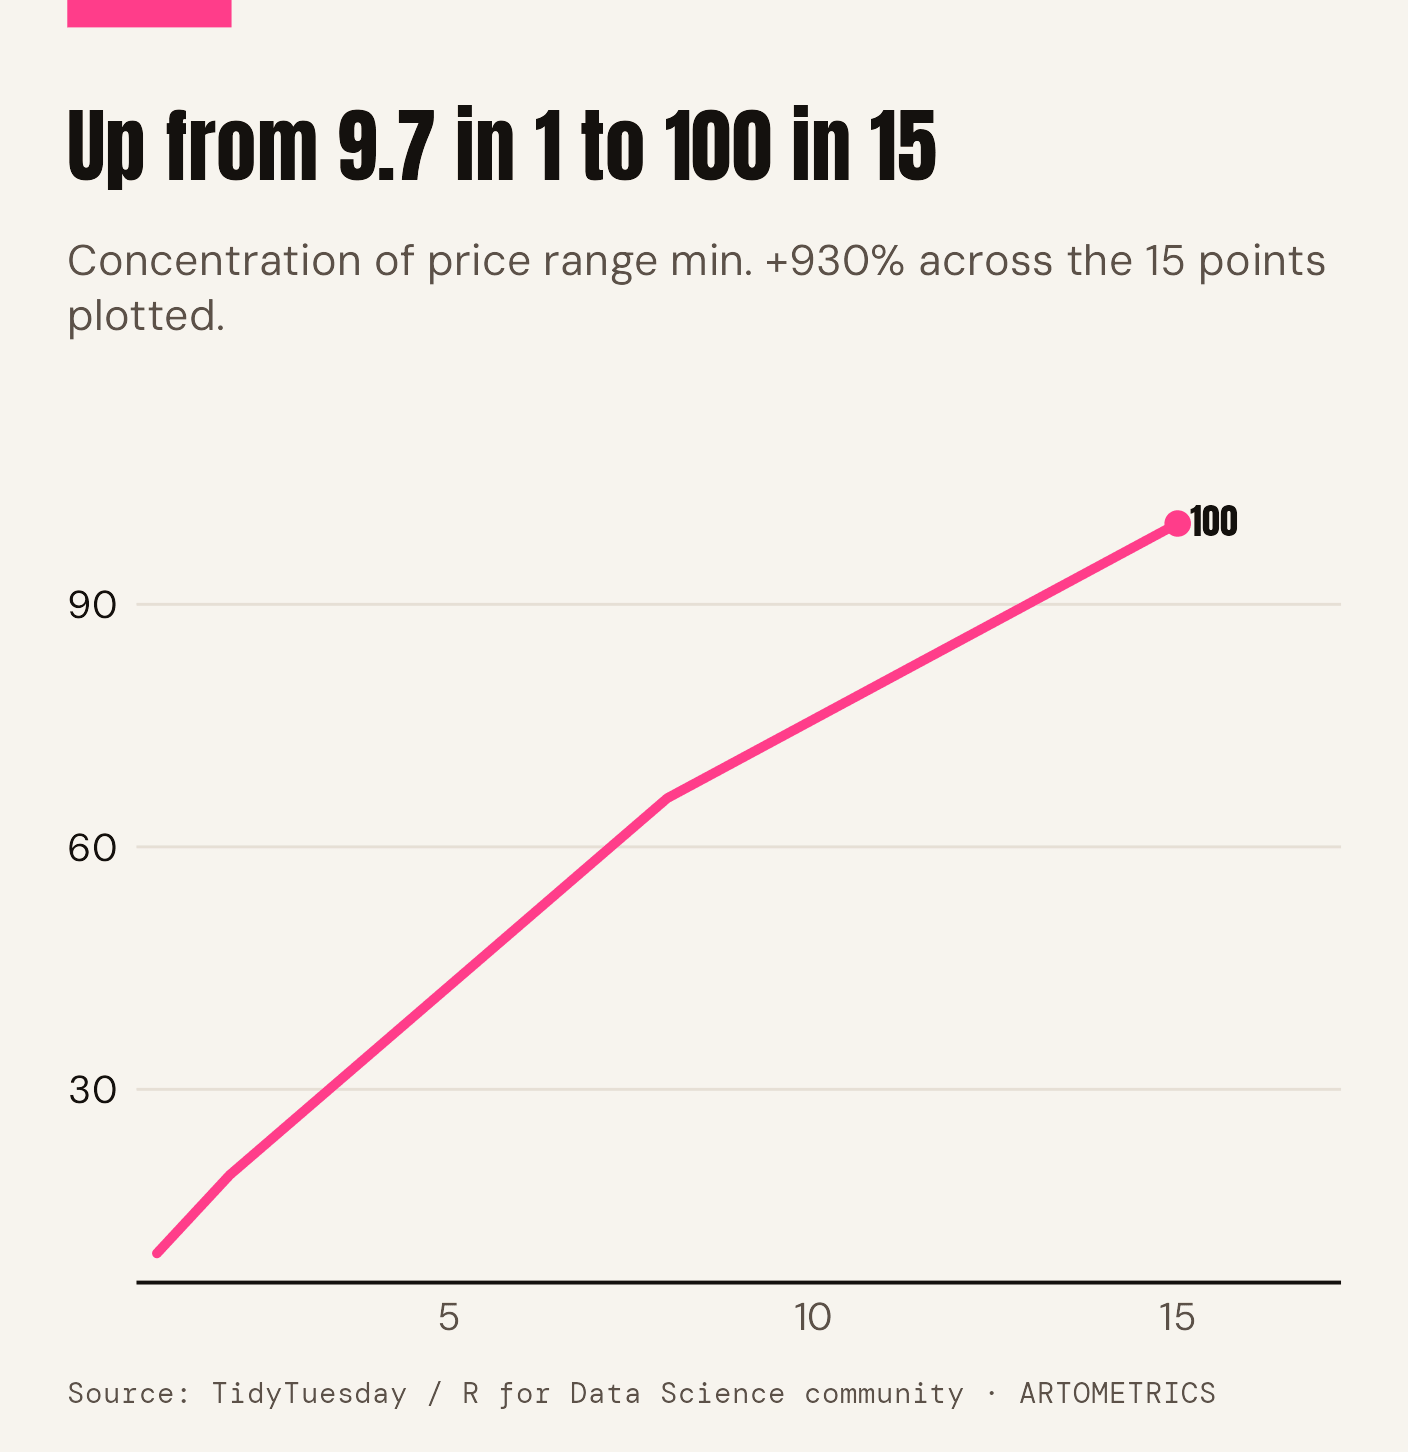 Up from 9.7 in 1 to 100 in 15
Concentration of price range min. +930% across the 15 points
plotted.
100
90
60
30
5 10 15
Source: TidyTuesday / R for Data Science community · ARTOMETRICS